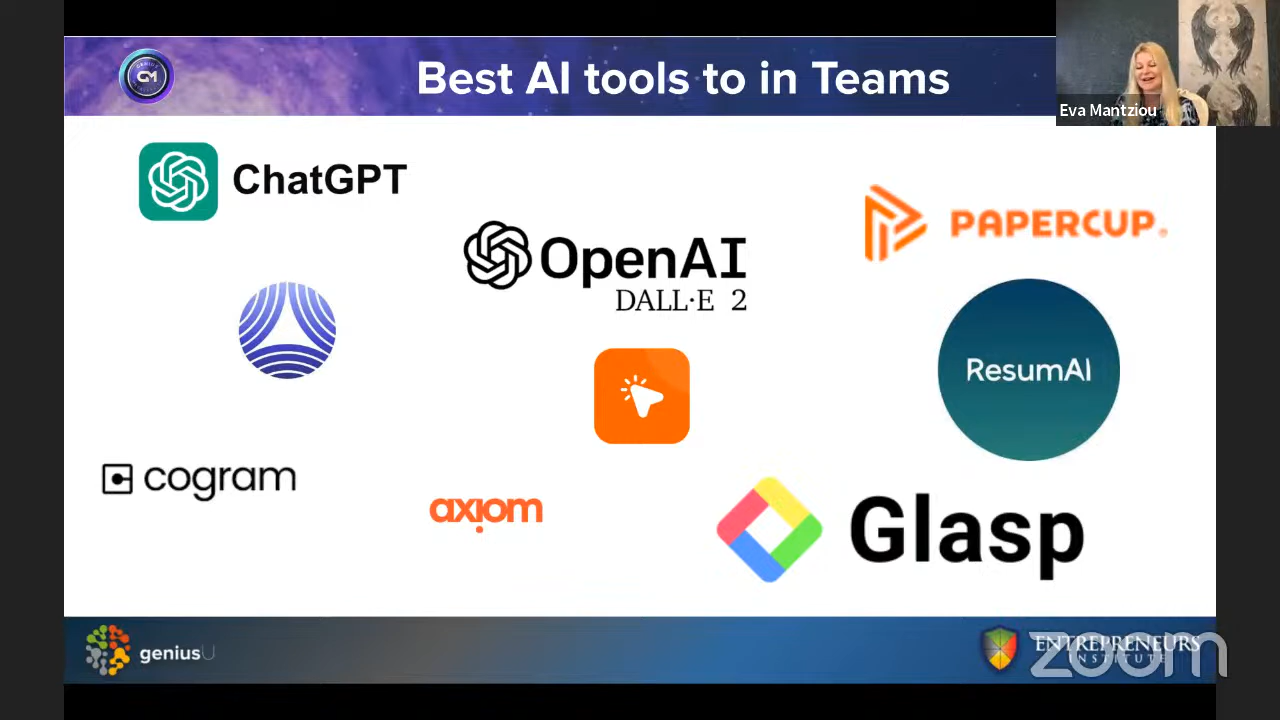 Best AI tools to in Teams
GM
Eva Mantziou
ChatGPT
OpenAI
DALL·E 2
PAPERCUP
ResumAI
cogram
axiom
Glasp
geniusU
ENTREPRENEURS
INSTITUTE
zoom